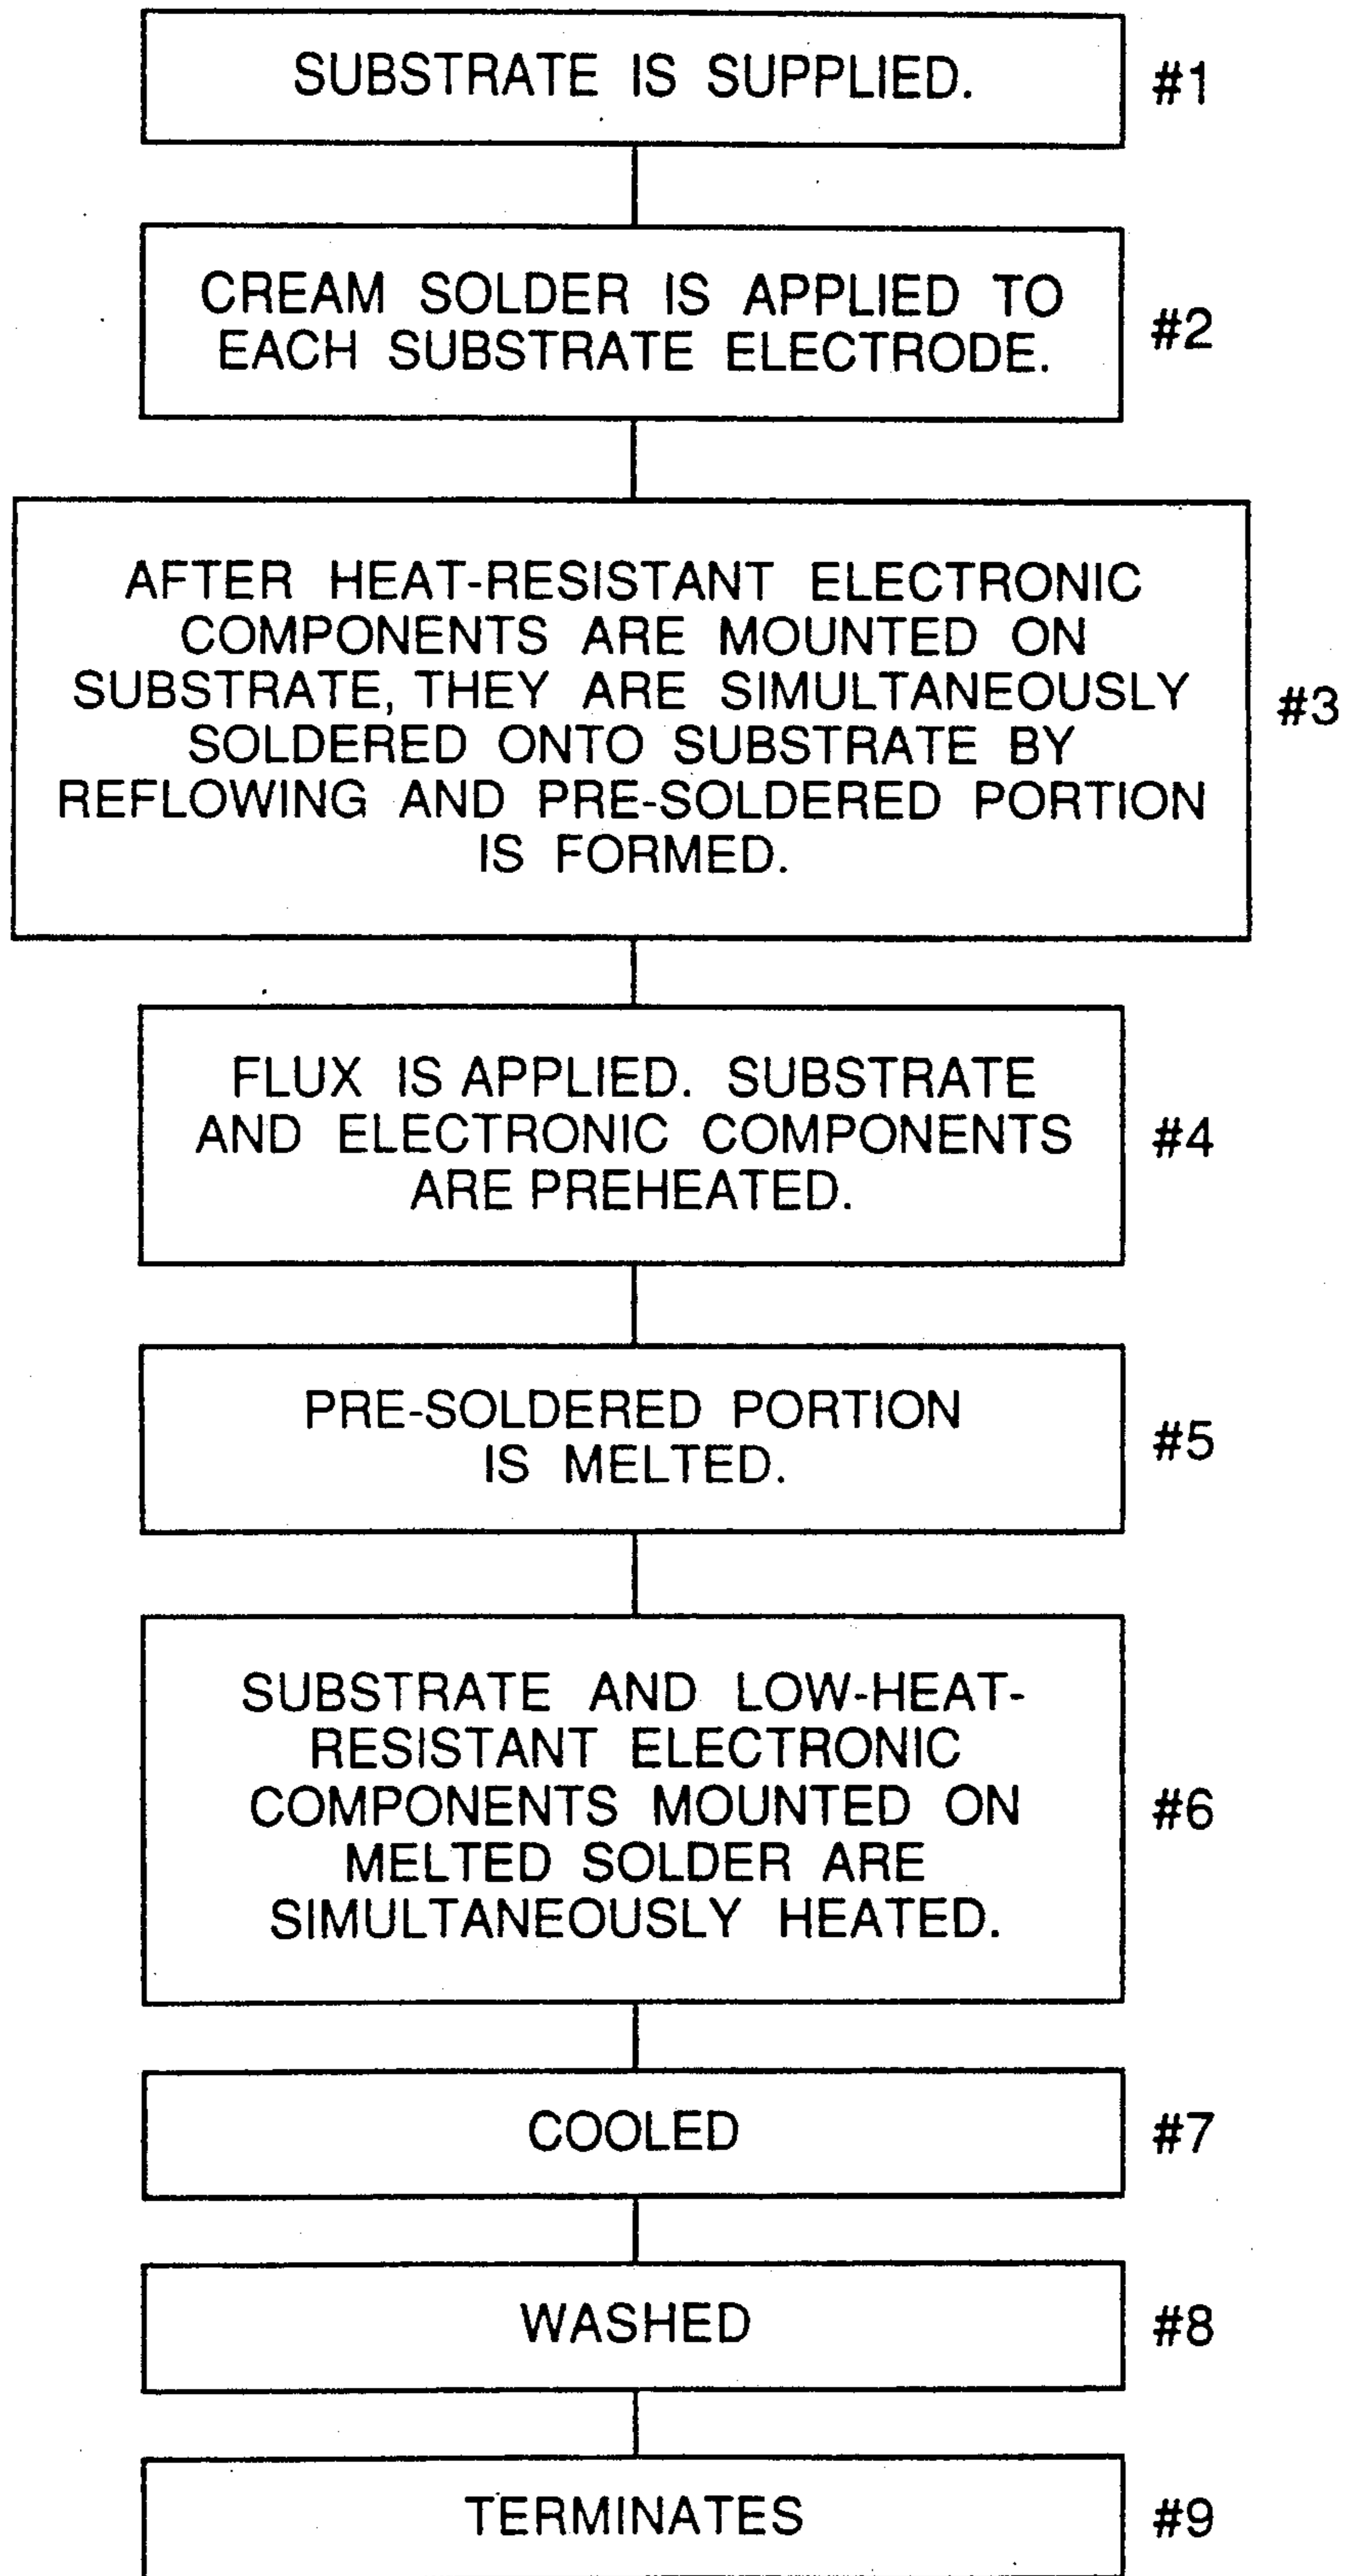 SUBSTRATE IS SUPPLIED.
#1
CREAM SOLDER IS APPLIED TO
EACH SUBSTRATE ELECTRODE.
#2
AFTER HEAT-RESISTANT ELECTRONIC
COMPONENTS ARE MOUNTED ON
SUBSTRATE, THEY ARE SIMULTANEOUSLY
SOLDERED ONTO SUBSTRATE BY
REFLOWING AND PRE-SOLDERED PORTION
IS FORMED.
#3
FLUX IS APPLIED. SUBSTRATE
AND ELECTRONIC COMPONENTS
ARE PREHEATED.
#4
PRE-SOLDERED PORTION
IS MELTED.
#5
SUBSTRATE AND LOW-HEAT-
RESISTANT ELECTRONIC
COMPONENTS MOUNTED ON
MELTED SOLDER ARE
SIMULTANEOUSLY HEATED.
#6
COOLED
#7
WASHED
#8
TERMINATES
#9